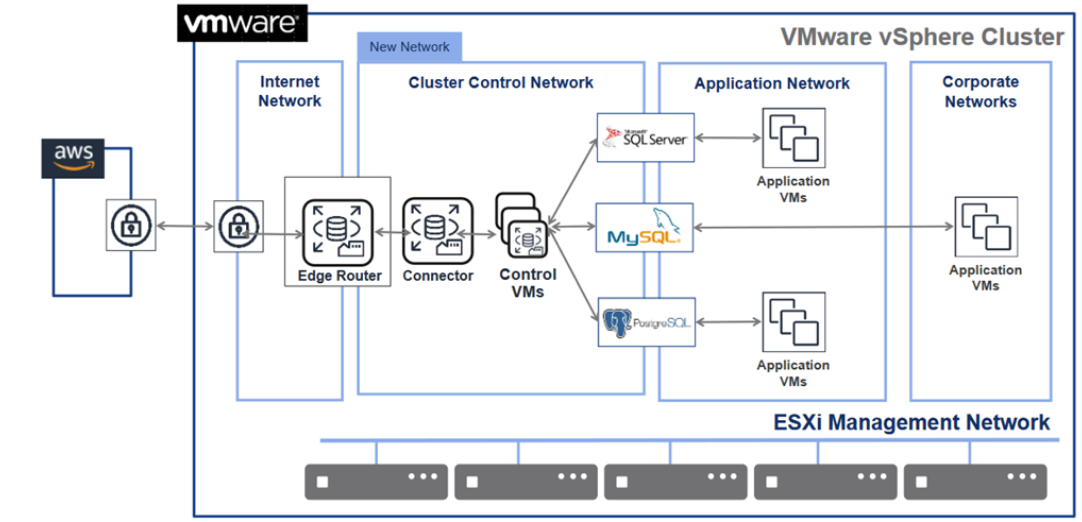 vmware
VMware vSphere Cluster
New Network
Internet
Network
Cluster Control Network
Application Network
Corporate
Networks
aws
Microsoft
SQL Server
Application
VMs
MySQL
Edge Router
Connector
Control
VMs
Application
VMs
PostgreSQL
Application
VMs
ESXi Management Network